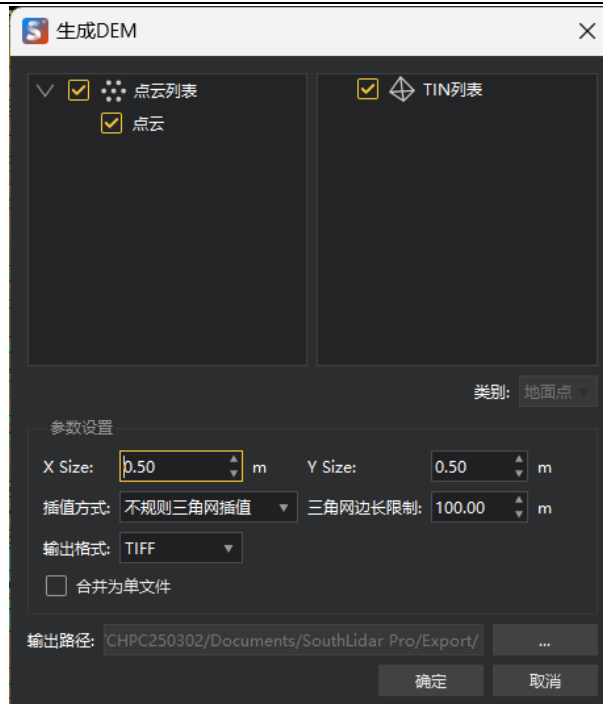 生成DEM
点云列表
点云
TIN列表
类别: 地面点
参数设置
X Size: 0.50 m Y Size: 0.50 m
插值方式: 不规则三角网插值 三角网边长限制: 100.00 m
输出格式: TIFF
合并为单文件
输出路径: 'CHPC250302/Documents/SouthLidar Pro/Export/ ...
确定 取消